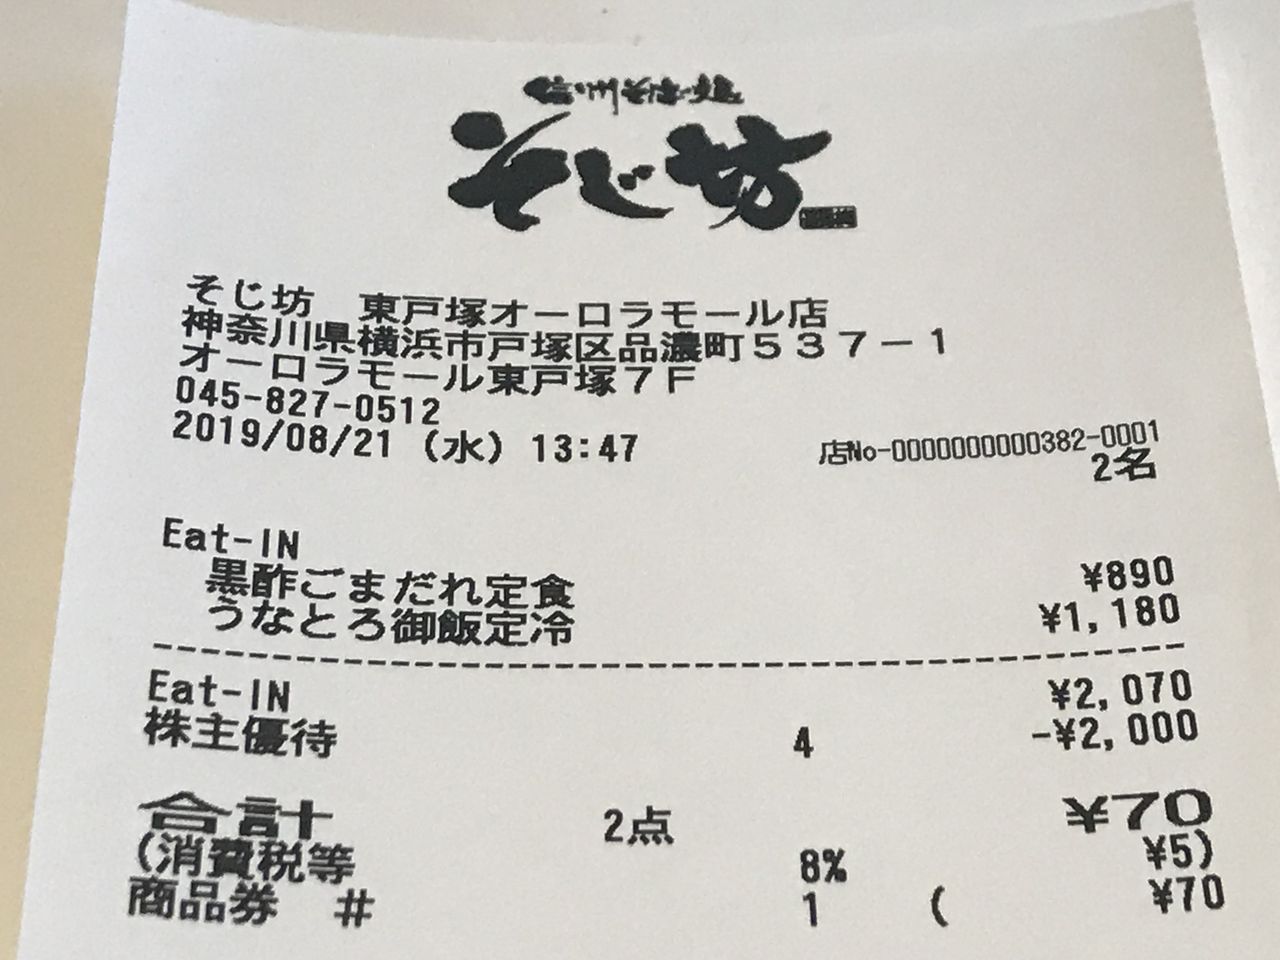 信州そば処
そじ坊
そじ坊　東戸塚オーロラモール店
神奈川県横浜市戸塚区品濃町５３７－１
オーロラモール東戸塚７Ｆ
045-827-0512
2019/08/21 (水) 13:47
店No-0000000000382-0001
2名
Eat-IN
黒酢ごまだれ定食 ¥890
うなとろ御飯定冷 ¥1,180
Eat-IN ¥2,070
株主優待 4 -¥2,000
合計 2点 ¥70
(消費税等 8% ¥5)
商品券　# 1 ( ¥70